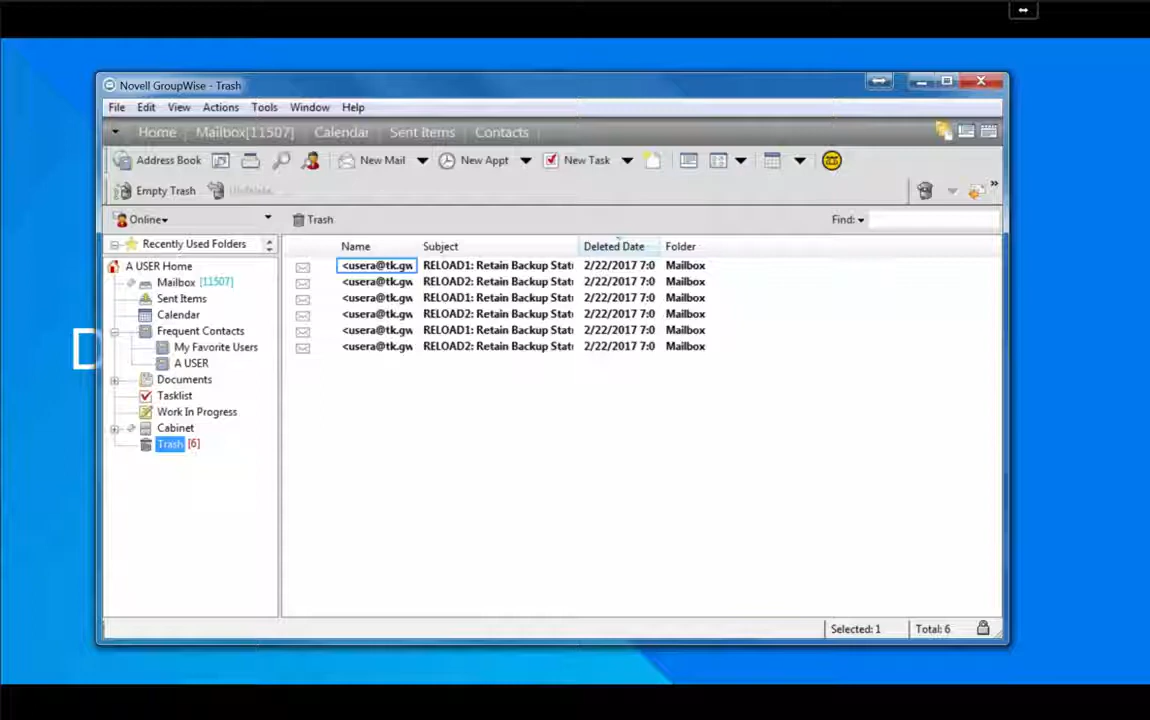 Novell GroupWise - Trash
File Edit View Actions Tools Window Help
Home Mailbox[11507] Calendar Sent Items Contacts
Address Book New Mail New Appt New Task
Empty Trash Undelete
Online Trash Find:
Recently Used Folders
Name Subject Deleted Date Folder
A USER Home
Mailbox [11507]
Sent Items
Calendar
Frequent Contacts
My Favorite Users
A USER
Documents
Tasklist
Work In Progress
Cabinet
Trash [6]
<usera@tk.gw RELOAD1: Retain Backup Stat 2/22/2017 7:0 Mailbox
<usera@tk.gw RELOAD2: Retain Backup Stat 2/22/2017 7:0 Mailbox
<usera@tk.gw RELOAD1: Retain Backup Stat 2/22/2017 7:0 Mailbox
<usera@tk.gw RELOAD2: Retain Backup Stat 2/22/2017 7:0 Mailbox
<usera@tk.gw RELOAD1: Retain Backup Stat 2/22/2017 7:0 Mailbox
<usera@tk.gw RELOAD2: Retain Backup Stat 2/22/2017 7:0 Mailbox
Selected: 1 Total: 6